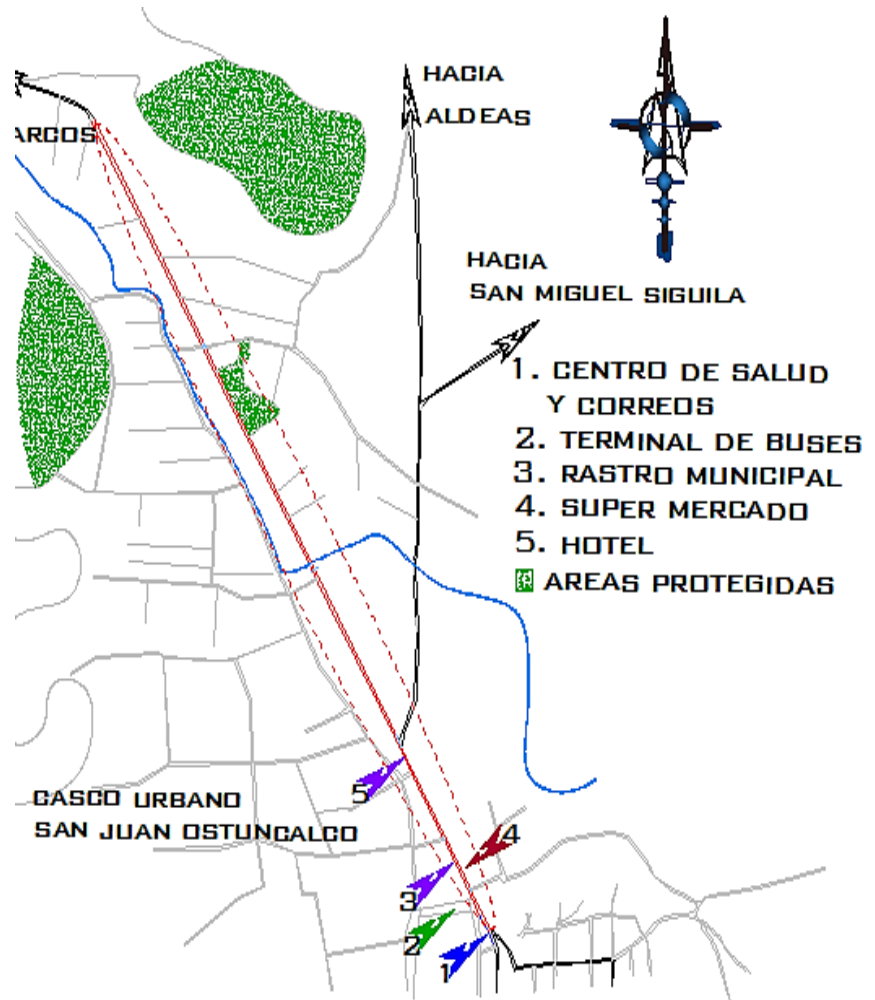 HACIA
ALDEAS
ARCOS
HACIA
SAN MIGUEL SIGUILA
1. CENTRO DE SALUD
Y CORREOS
2. TERMINAL DE BUSES
3. RASTRO MUNICIPAL
4. SUPER MERCADO
5. HOTEL
AREAS PROTEGIDAS
CASCO URBANO
SAN JUAN OSTUNCALCO
5
4
3
2
1